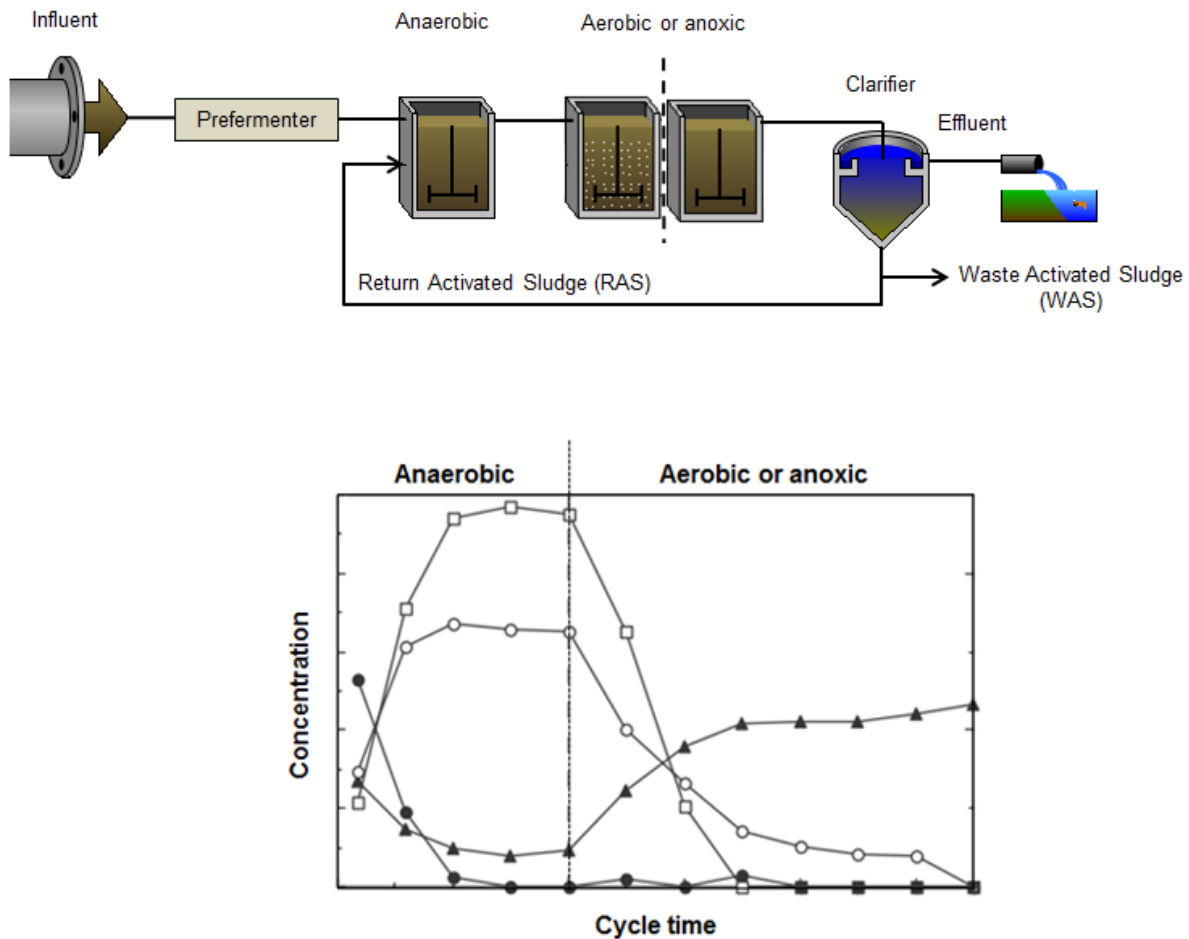 Influent
Anaerobic
Aerobic or anoxic
Clarifier
Prefermenter
Effluent
Return Activated Sludge (RAS)
Waste Activated Sludge
(WAS)
Anaerobic
Aerobic or anoxic
Concentration
Cycle time